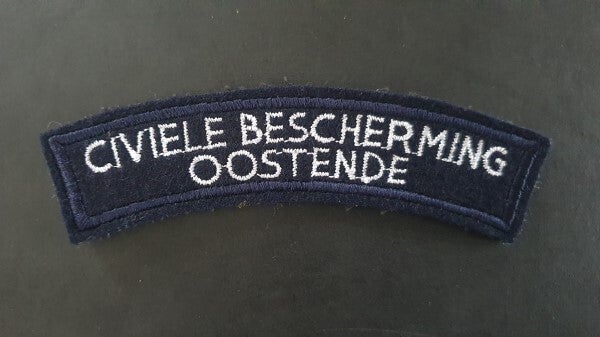 CIVIELE BESCHERMING
OOSTENDE